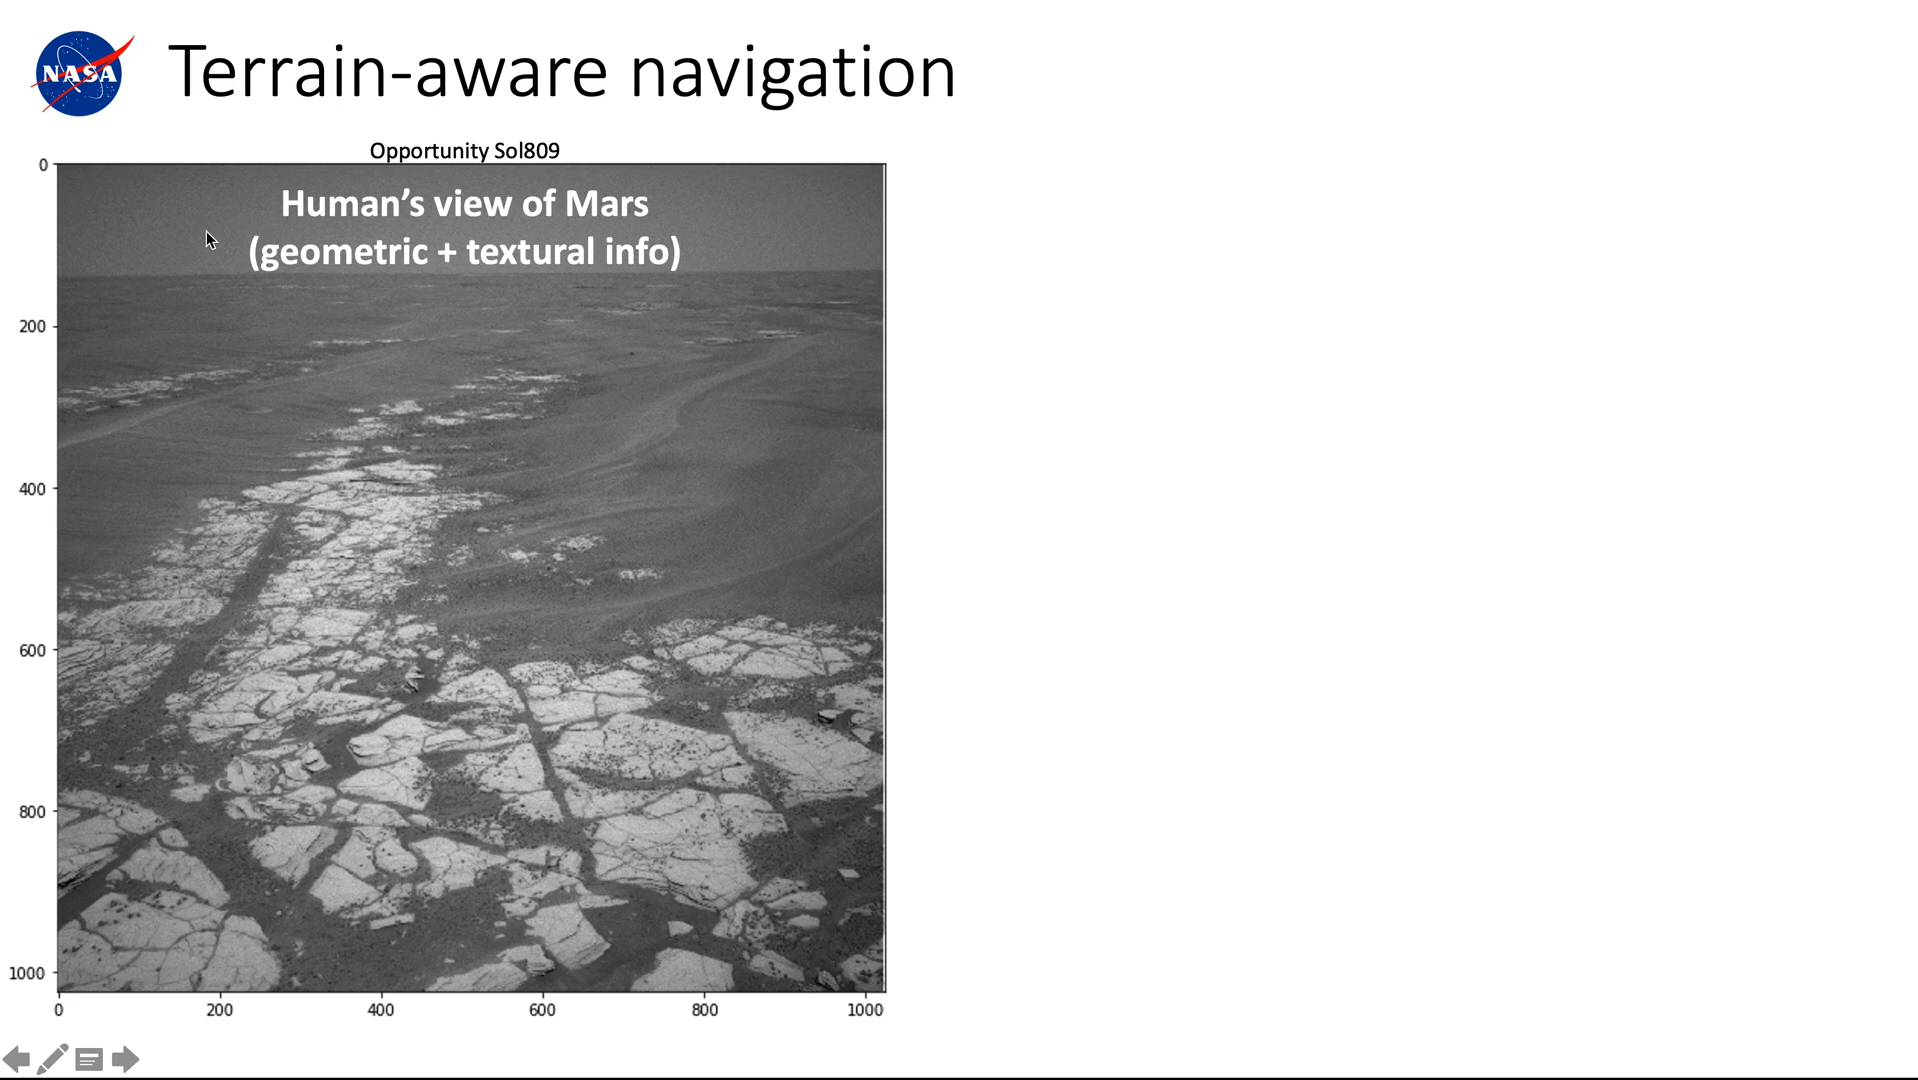 NASA
Terrain-aware navigation
Opportunity Sol809
Human’s view of Mars
(geometric + textural info)
0
200
400
600
800
1000
0
200
400
600
800
1000